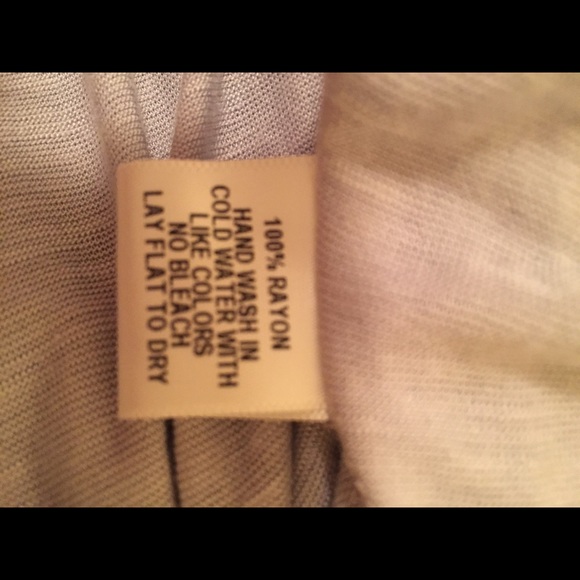 100% RAYON
HAND WASH IN
COLD WATER WITH
LIKE COLORS
NO BLEACH
LAY FLAT TO DRY